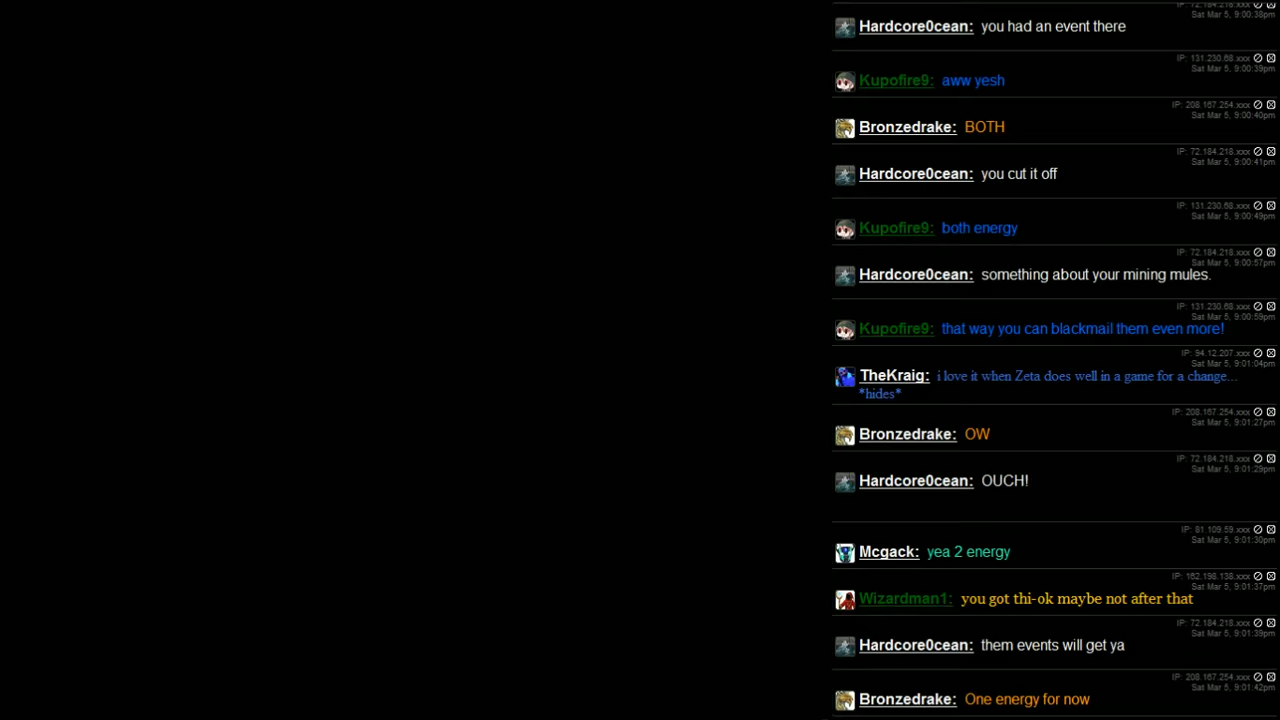 IP: 72.184.218.xxx
Sat Mar 5, 9:00:38pm
Hardcore0cean: you had an event there
IP: 131.230.68.xxx
Sat Mar 5, 9:00:39pm
Kupofire9: aww yesh
IP: 208.167.254.xxx
Sat Mar 5, 9:00:40pm
Bronzedrake: BOTH
IP: 72.184.218.xxx
Sat Mar 5, 9:00:41pm
Hardcore0cean: you cut it off
IP: 131.230.68.xxx
Sat Mar 5, 9:00:49pm
Kupofire9: both energy
IP: 72.184.218.xxx
Sat Mar 5, 9:00:57pm
Hardcore0cean: something about your mining mules.
IP: 131.230.68.xxx
Sat Mar 5, 9:00:59pm
Kupofire9: that way you can blackmail them even more!
IP: 94.12.207.xxx
Sat Mar 5, 9:01:04pm
TheKraig: i love it when Zeta does well in a game for a change...
*hides*
IP: 208.167.254.xxx
Sat Mar 5, 9:01:27pm
Bronzedrake: OW
IP: 72.184.218.xxx
Sat Mar 5, 9:01:29pm
Hardcore0cean: OUCH!
IP: 81.109.59.xxx
Sat Mar 5, 9:01:30pm
Mcgack: yea 2 energy
IP: 162.198.138.xxx
Sat Mar 5, 9:01:37pm
Wizardman1: you got thi-ok maybe not after that
IP: 72.184.218.xxx
Sat Mar 5, 9:01:39pm
Hardcore0cean: them events will get ya
IP: 208.167.254.xxx
Sat Mar 5, 9:01:42pm
Bronzedrake: One energy for now